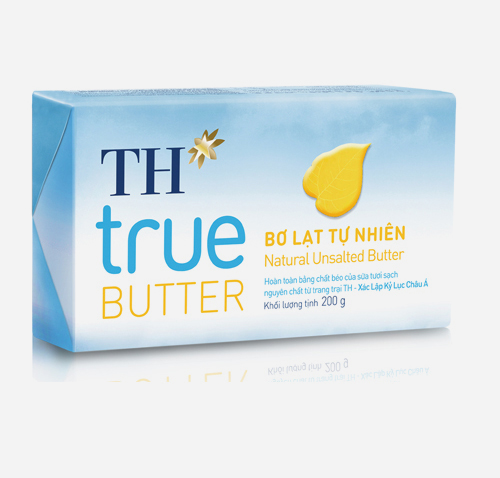 TH
true
BUTTER
BƠ LẠT TỰ NHIÊN
Natural Unsalted Butter
Hoàn toàn bằng chất béo của sữa tươi sạch
nguyên chất từ trang trại TH - Xác Lập Kỷ Lục Châu Á
Khối lượng tịnh 200 g